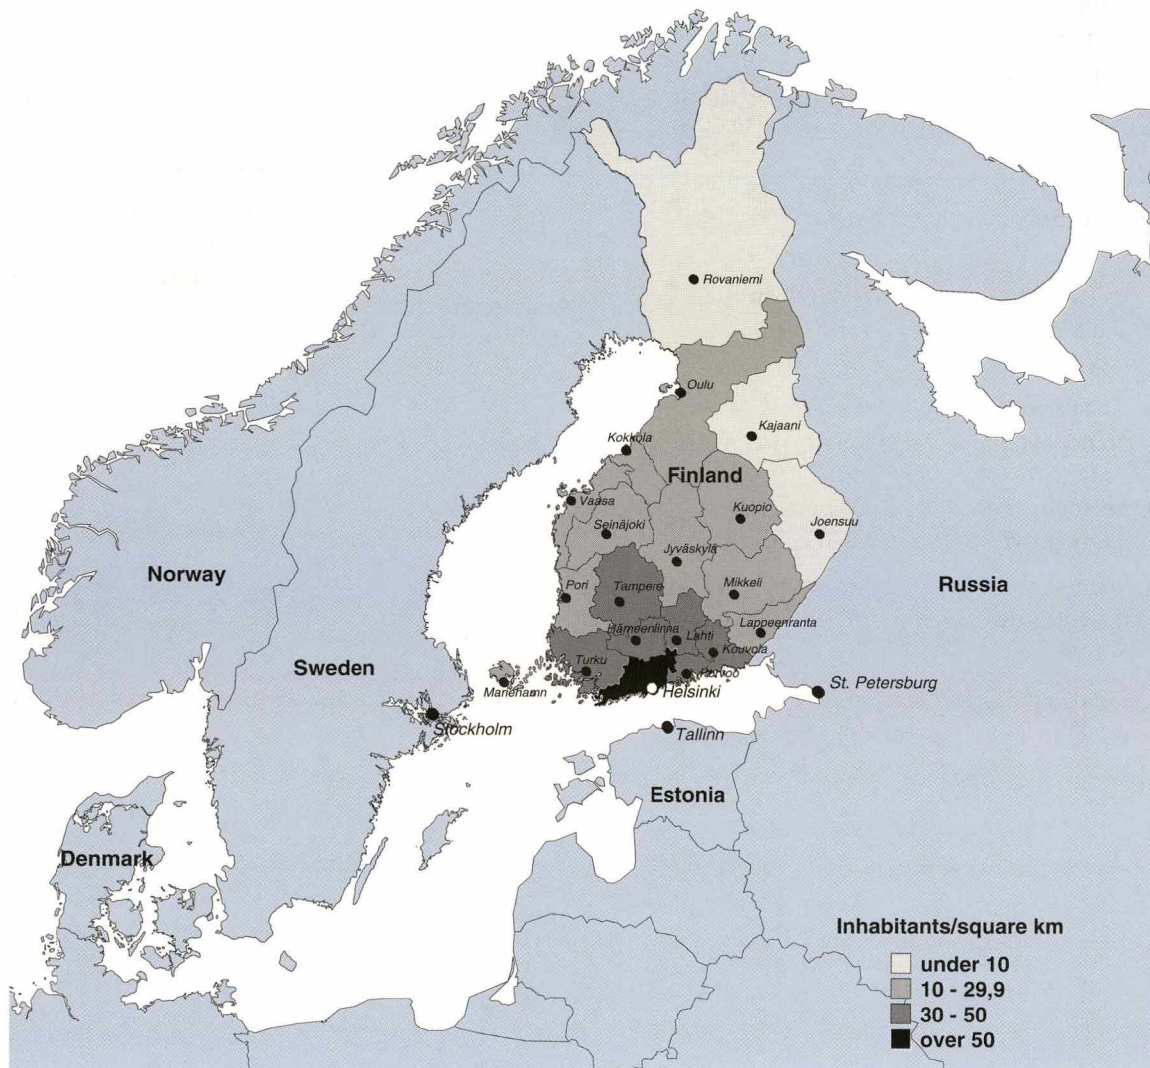 Rovaniemi
Oulu
Kajaani
Kokkola
Finland
Vaasa
Kuopio
Seinäjoki
Joensuu
Jyväskylä
Norway
Pori
Tampere
Mikkeli
Russia
Lappeenranta
Hämeenlinna
Lahti
Kouvola
Sweden
Turku
Porvoo
Mariehamn
Helsinki
St. Petersburg
Stockholm
Tallinn
Estonia
Denmark
Inhabitants/square km
under 10
10 - 29,9
30 - 50
over 50